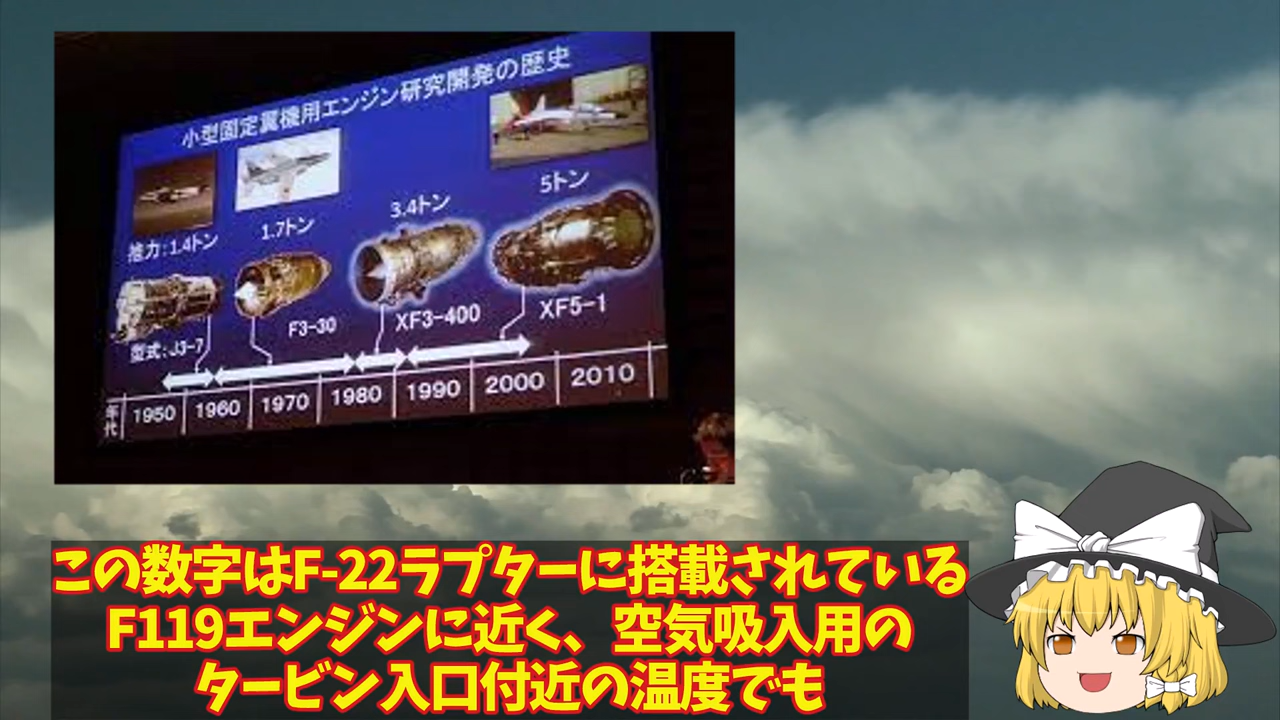 小型固定翼機用エンジン研究開発の歴史
推力:1.4トン
1.7トン
3.4トン
5トン
型式:J3-7
F3-30
XF3-400
XF5-1
年代
1950
1960
1970
1980
1990
2000
2010
この数字はF-22ラプターに搭載されている
F119エンジンに近く、空気吸入用の
タービン入口付近の温度でも